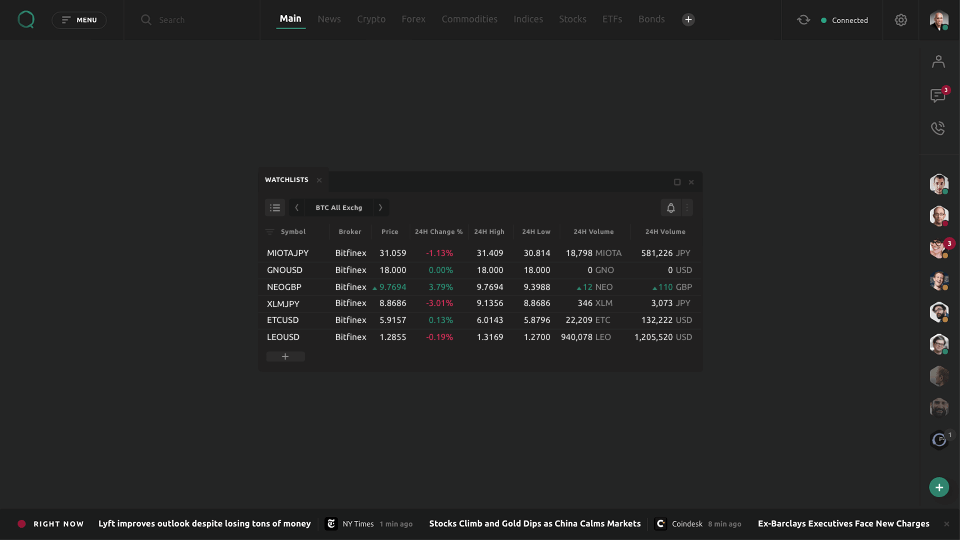 MENU Search Main News Crypto Forex Commodities Indices Stocks ETFs Bonds + Connected
3
WATCHLISTS
BTC All Exchg
Symbol Broker Price 24H Change % 24H High 24H Low 24H Volume 24H Volume
MIOTAJPY Bitfinex 31.059 -1.13% 31.409 30.814 18,798 MIOTA 581,226 JPY
GNOUSD Bitfinex 18.000 0.00% 18.000 18.000 0 GNO 0 USD
NEOGBP Bitfinex 9.7694 3.79% 9.7694 9.3988 12 NEO 110 GBP
3
XLMJPY Bitfinex 8.8686 -3.01% 9.1356 8.8686 346 XLM 3,073 JPY
ETCUSD Bitfinex 5.9157 0.13% 6.0143 5.8796 22,209 ETC 132,222 USD
LEOUSD Bitfinex 1.2855 -0.19% 1.3169 1.2700 940,078 LEO 1,205,520 USD
+
1
+
RIGHT NOW Lyft improves outlook despite losing tons of money NY Times 1 min ago Stocks Climb and Gold Dips as China Calms Markets Coindesk 8 min ago Ex-Barclays Executives Face New Charges